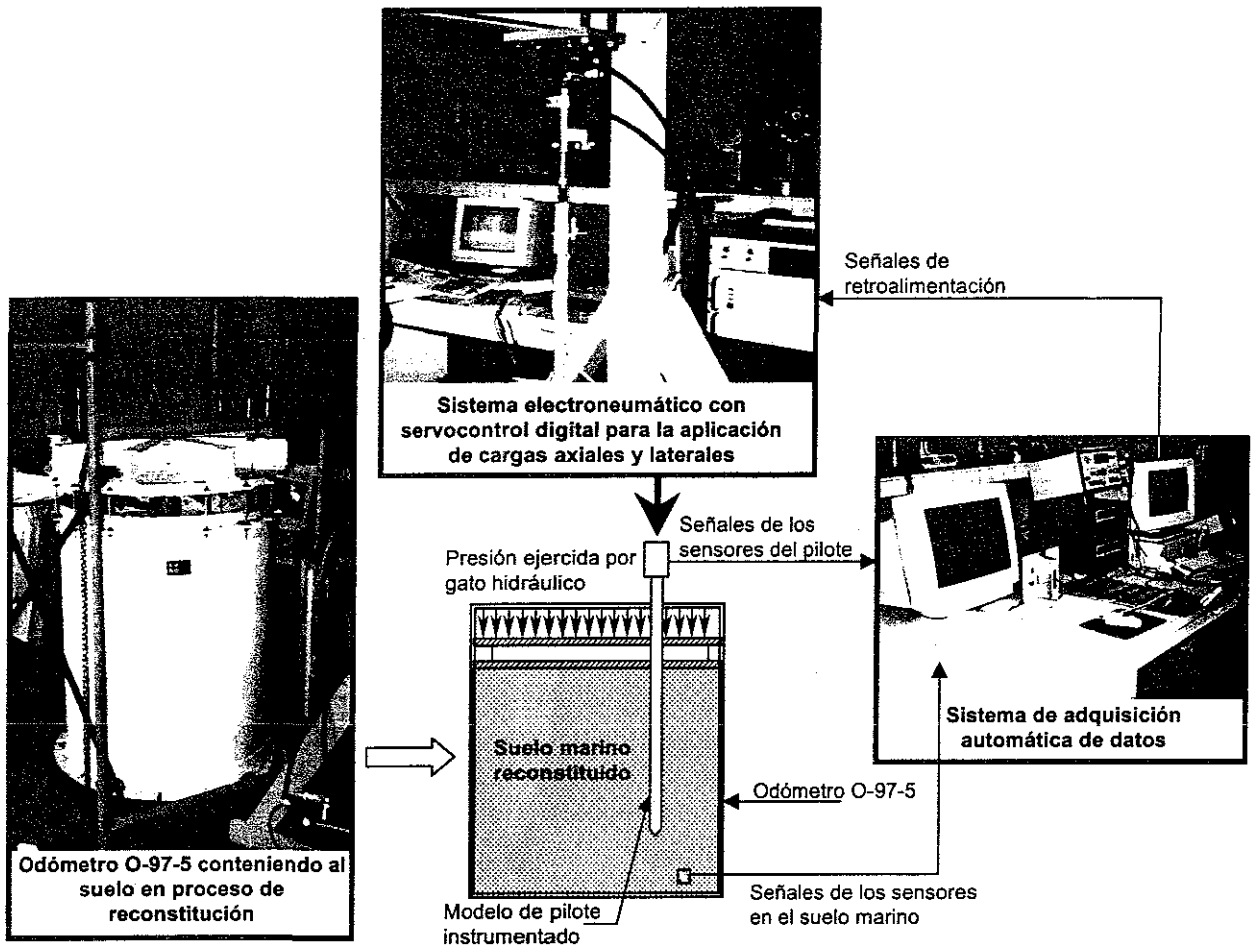 Señales de
retroalimentación
Sistema electroneumático con
servocontrol digital para la aplicación
de cargas axiales y laterales
Señales de los
sensores del pilote
Presión ejercida por
gato hidráulico
Sistema de adquisición
automática de datos
Suelo marino
reconstituido
Odómetro O-97-5
Odómetro O-97-5 conteniendo al
suelo en proceso de
reconstitución
Señales de los sensores
en el suelo marino
Modelo de pilote
instrumentado